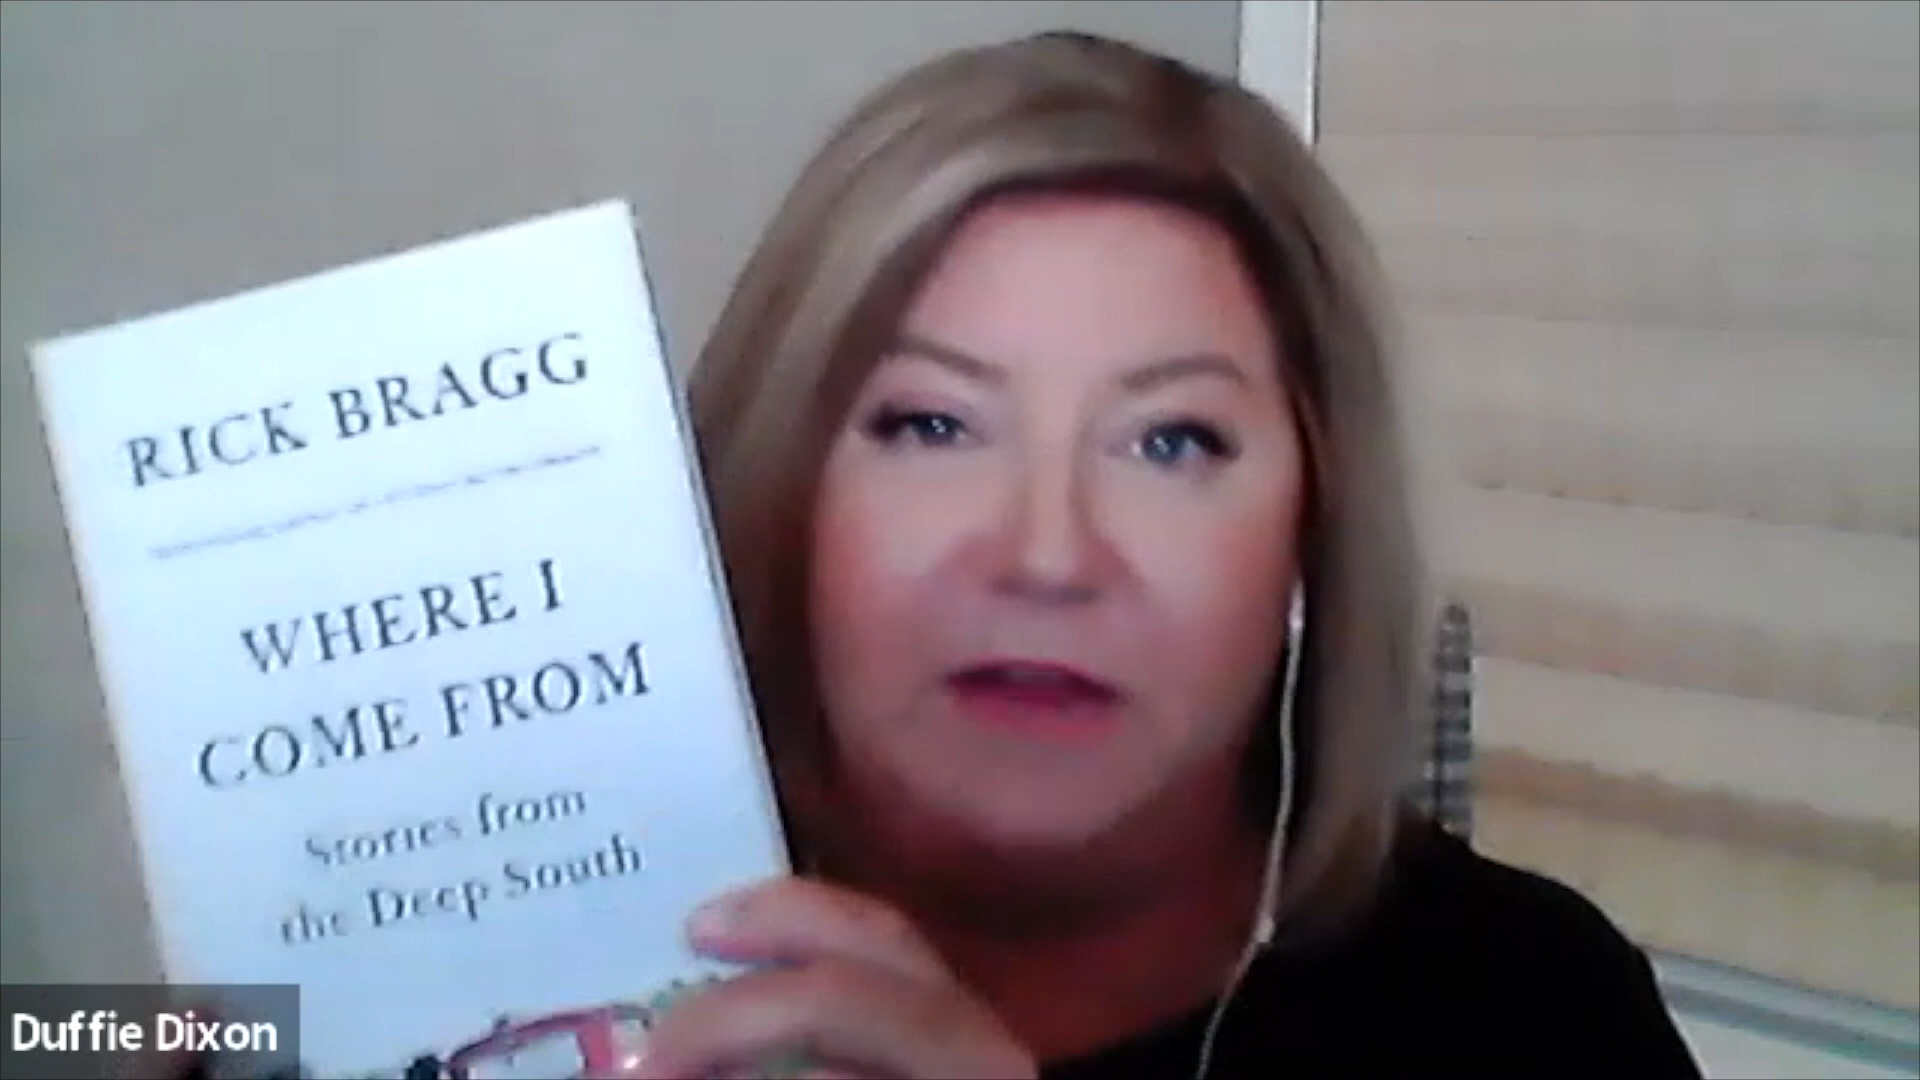 RICK BRAGG
WHERE I
COME FROM
Stories from
the Deep South
Duffie Dixon